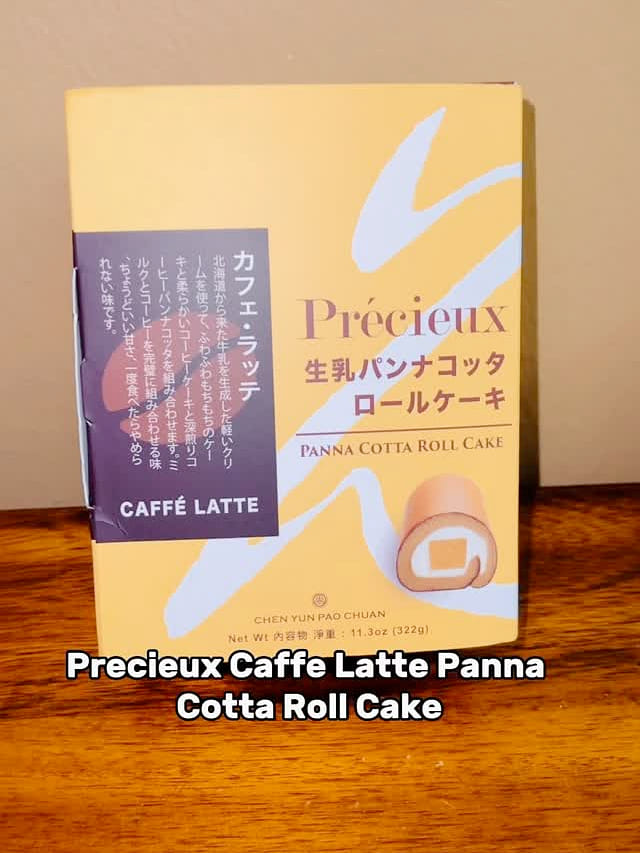 Précieux
生乳パンナコッタ
ロールケーキ
PANNA COTTA ROLL CAKE
カフェ・ラッテ
北海道から来た牛乳を生成した軽いクリ
ームを使って、ふわふわもちもちのケー
キと柔らかいコーヒーケーキと深煎りコ
ーヒーパンナコッタを組み合わせます。ミ
ルクとコーヒーを完璧に組み合わせる味
、ちょうどいい甘さ、一度食べたらやめら
れない味です。
CAFFÉ LATTE
CHEN YUN PAO CHUAN
Net Wt 內容物 淨重 : 11.3oz (322g)
Precieux Caffe Latte Panna
Cotta Roll Cake